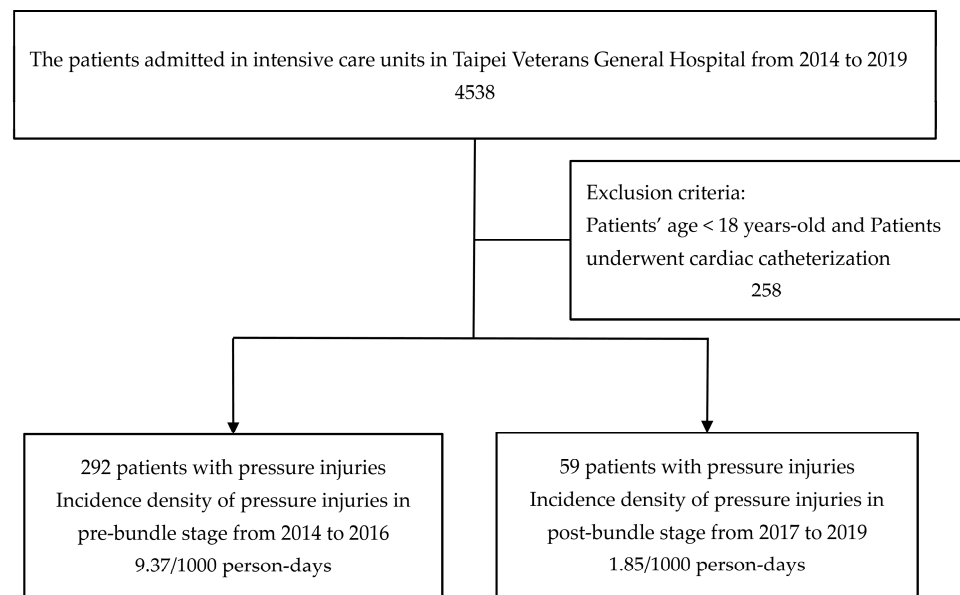 The patients admitted in intensive care units in Taipei Veterans General Hospital from 2014 to 2019
4538
Exclusion criteria:
Patients’ age < 18 years-old and Patients
underwent cardiac catheterization
258
292 patients with pressure injuries
Incidence density of pressure injuries in
pre-bundle stage from 2014 to 2016
9.37/1000 person-days
59 patients with pressure injuries
Incidence density of pressure injuries in
post-bundle stage from 2017 to 2019
1.85/1000 person-days